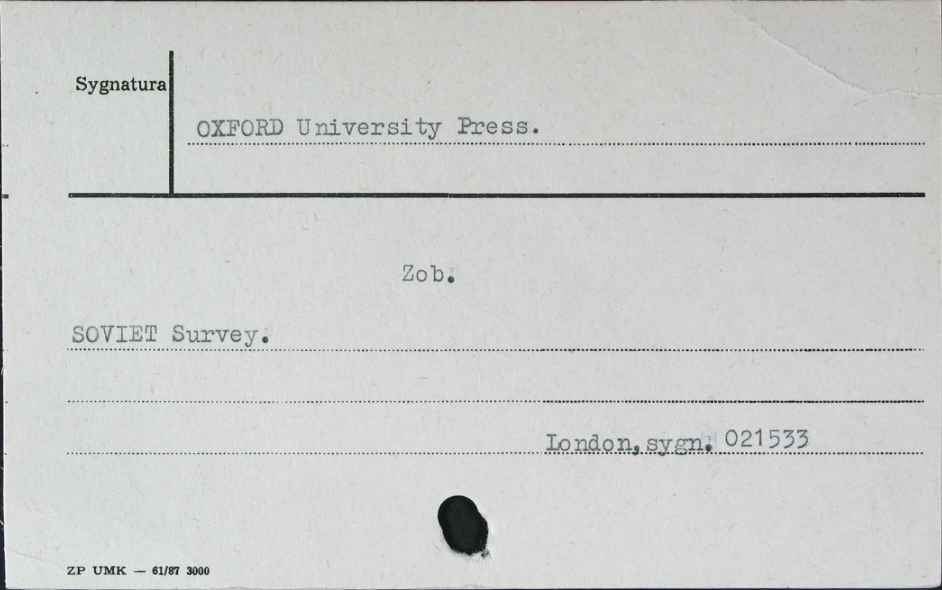 Sygnatura
OXFORD University Press.
Zob.
SOVIET Survey.
London,sygn. 021533
ZP UMK — 61/87 3000